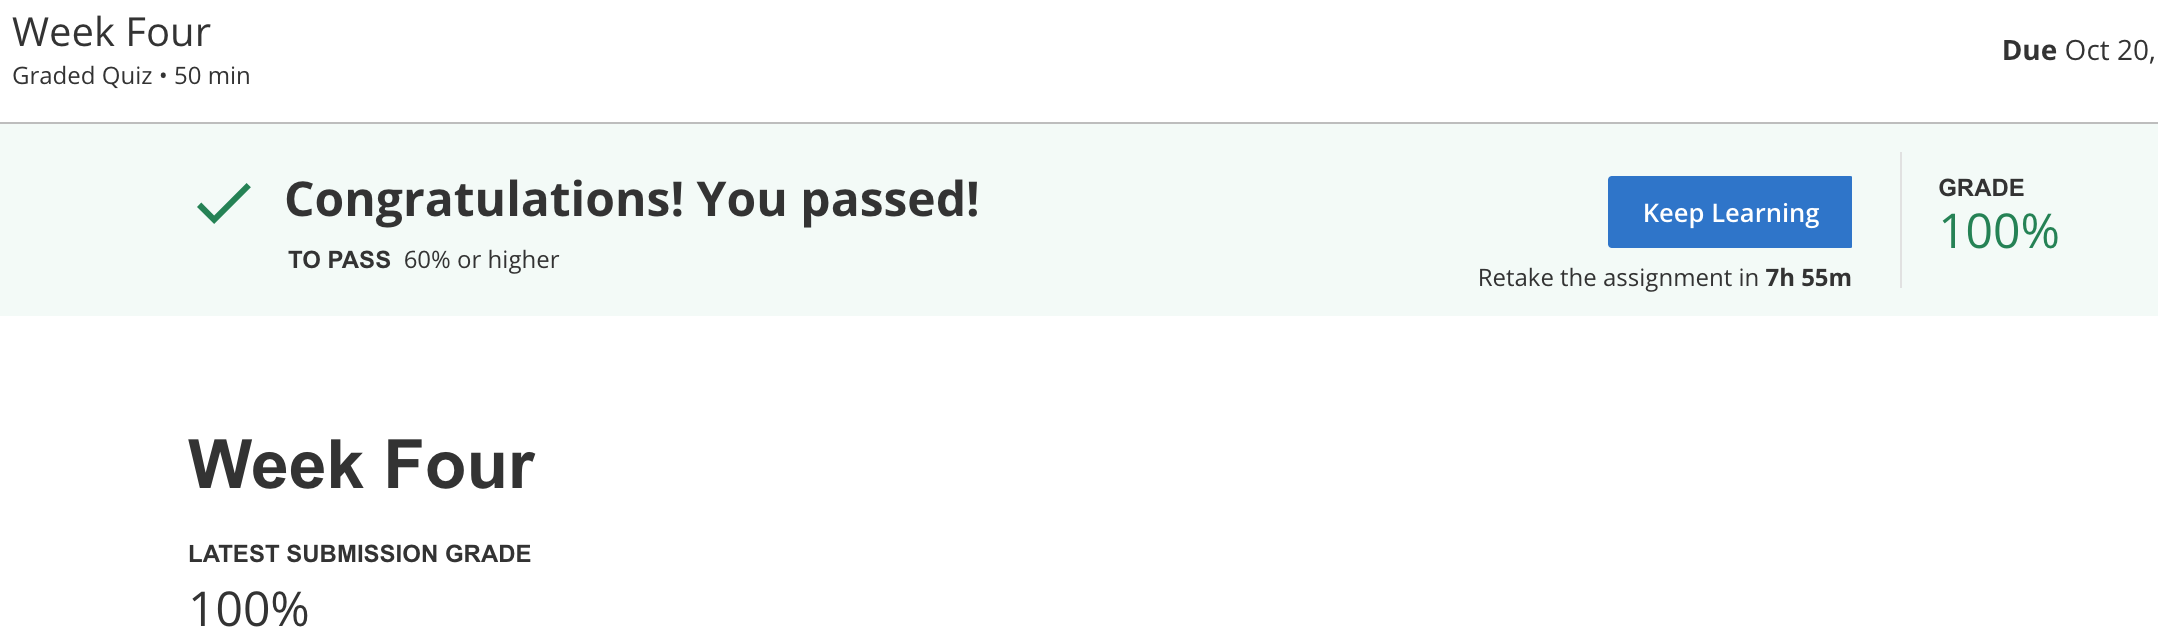 Week Four
Graded Quiz • 50 min
Due Oct 20,
Congratulations! You passed!
TO PASS 60% or higher
Keep Learning
Retake the assignment in 7h 55m
GRADE
100%
Week Four
LATEST SUBMISSION GRADE
100%